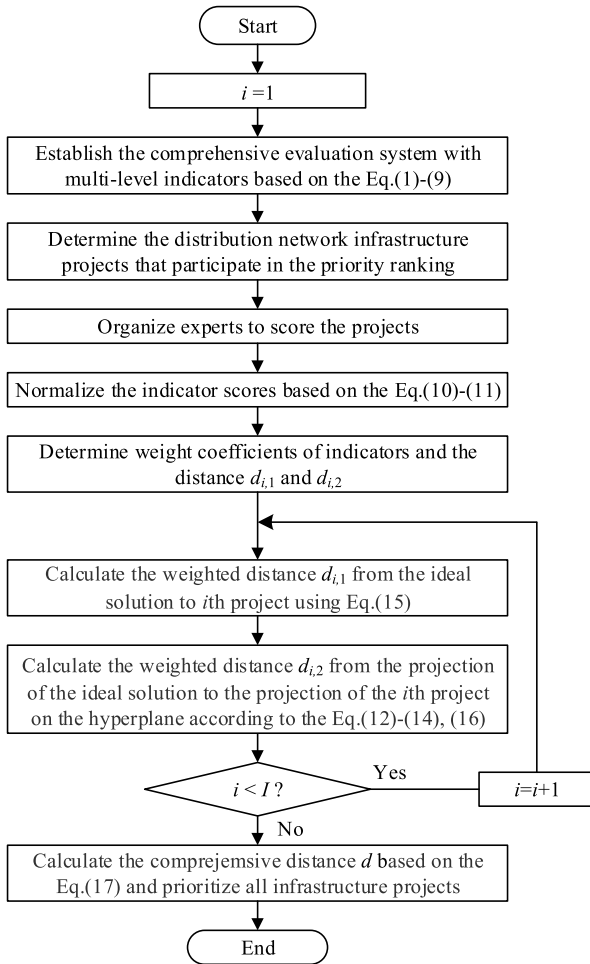 Start
i =1
Establish the comprehensive evaluation system with
multi-level indicators based on the Eq.(1)-(9)
Determine the distribution network infrastructure
projects that participate in the priority ranking
Organize experts to score the projects
Normalize the indicator scores based on the Eq.(10)-(11)
Determine weight coefficients of indicators and the
distance di,1 and di,2
Calculate the weighted distance di,1 from the ideal
solution to ith project using Eq.(15)
Calculate the weighted distance di,2 from the projection
of the ideal solution to the projection of the ith project
on the hyperplane according to the Eq.(12)-(14), (16)
i < I ?
Yes
i=i+1
No
Calculate the comprejemsive distance d based on the
Eq.(17) and prioritize all infrastructure projects
End